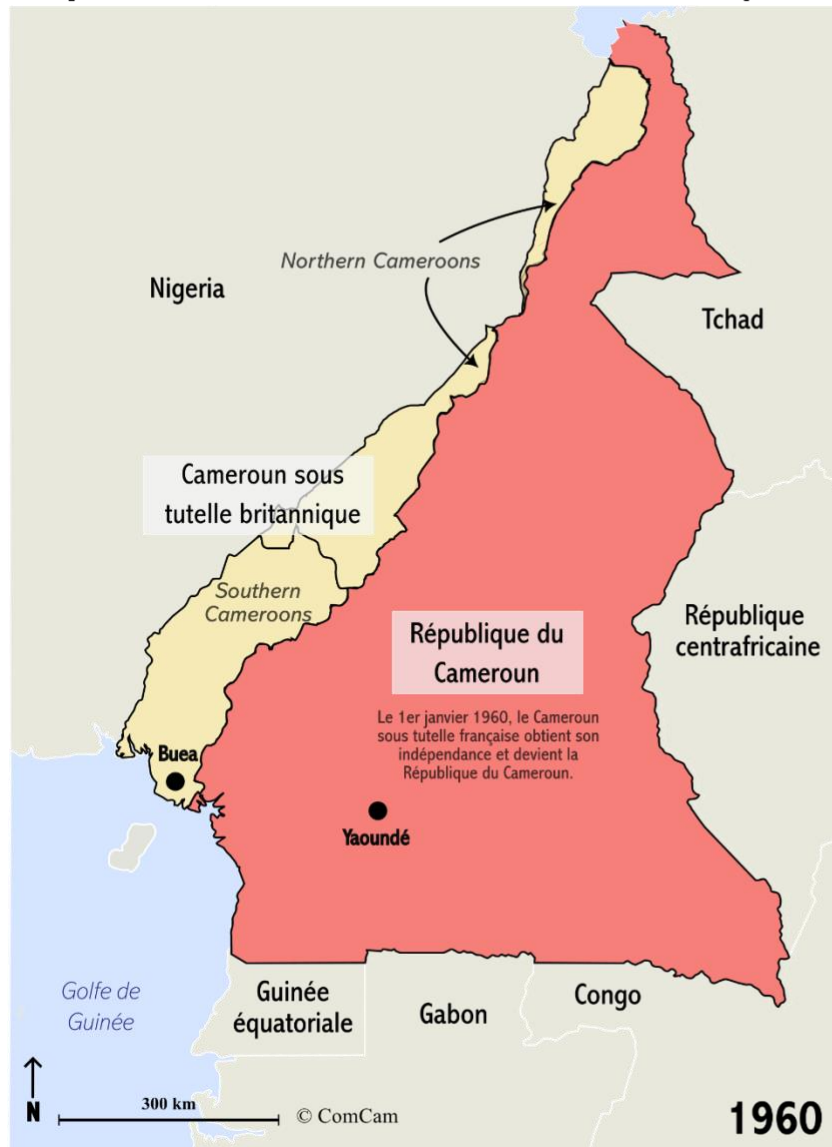 Northern Cameroons
Nigeria
Tchad
Cameroun sous
tutelle britannique
Southern
Cameroons
République du
Cameroun
République
centrafricaine
Le 1er janvier 1960, le Cameroun
sous tutelle française obtient son
indépendance et devient la
République du Cameroun.
Buea
Yaoundé
Golfe de
Guinée
Guinée
équatoriale
Gabon
Congo
N
300 km
© ComCam
1960